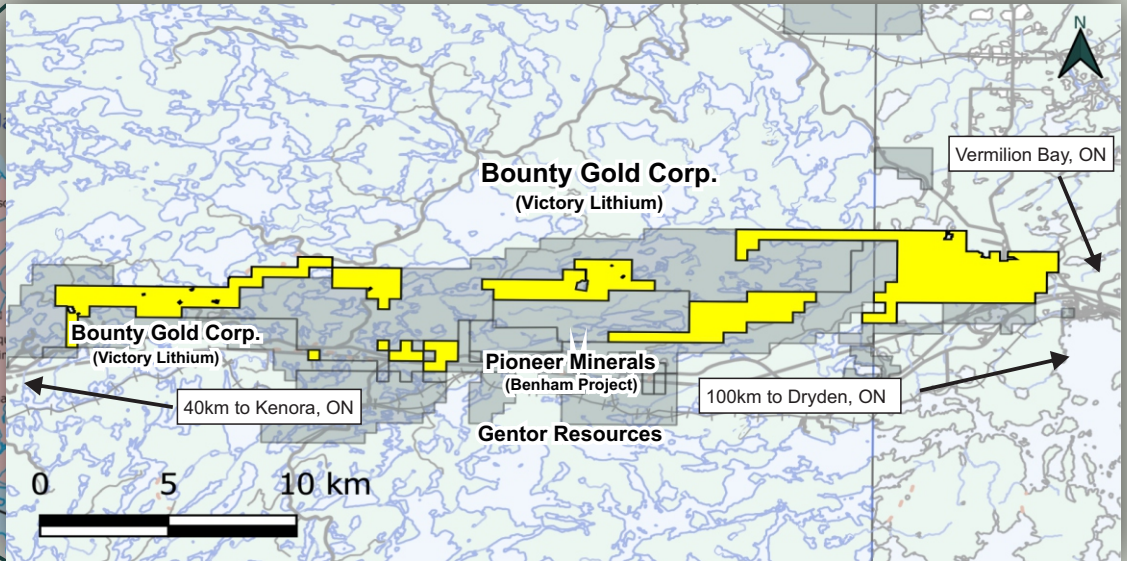 N
Vermilion Bay, ON
Bounty Gold Corp.
(Victory Lithium)
Bounty Gold Corp.
(Victory Lithium)
Pioneer Minerals
(Benham Project)
40km to Kenora, ON
100km to Dryden, ON
Gentor Resources
0 5 10 km